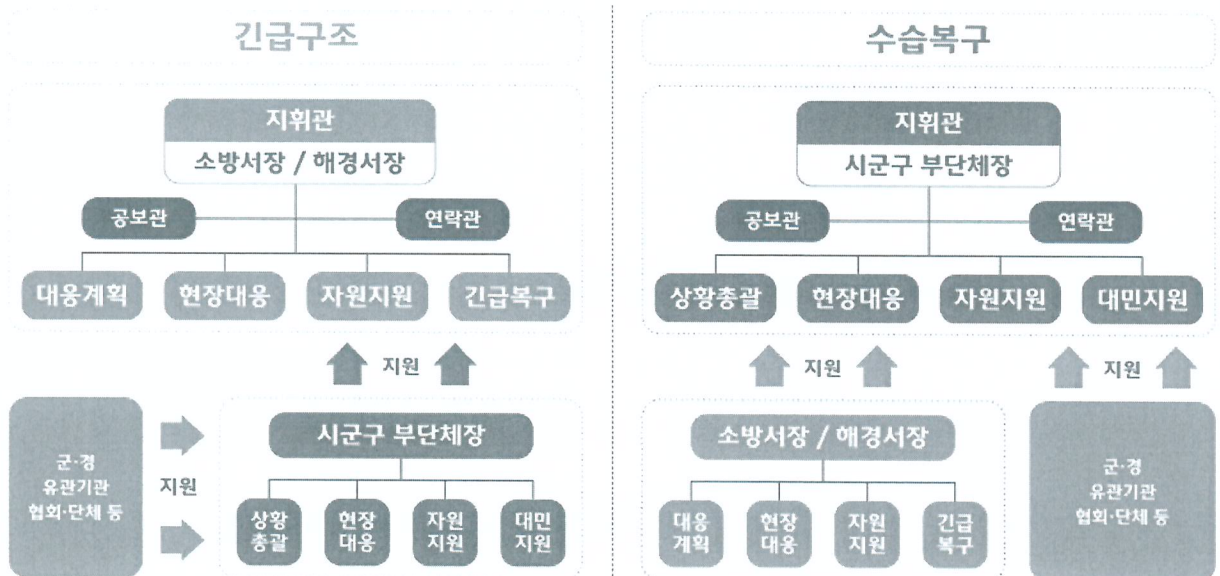 긴급구조
지휘관
소방서장 / 해경서장
공보관
연락관
대응계획
현장대응
자원지원
긴급복구
지원
군·경
유관기관
협회·단체 등
지원
시군구 부단체장
상황
총괄
현장
대응
자원
지원
대민
지원
수습복구
지휘관
시군구 부단체장
공보관
연락관
상황총괄
현장대응
자원지원
대민지원
지원
지원
소방서장 / 해경서장
대응
계획
현장
대응
자원
지원
긴급
복구
군·경
유관기관
협회·단체 등